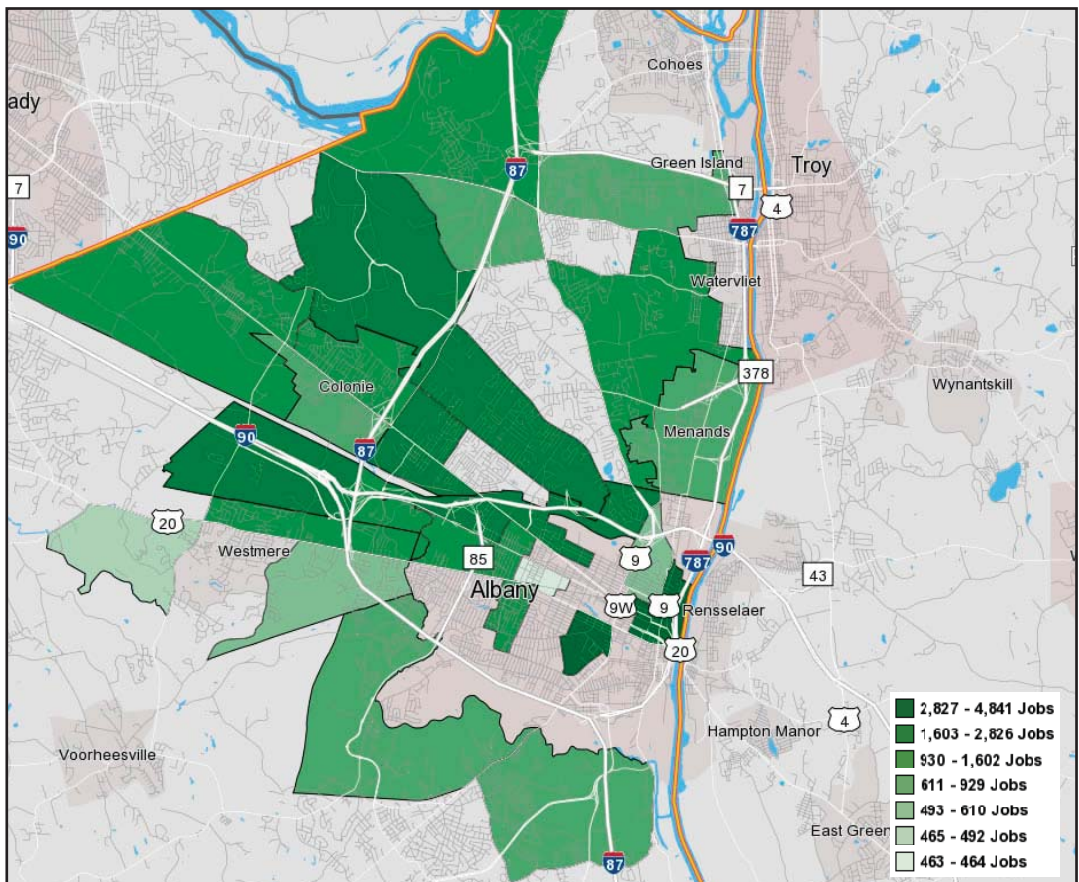 Cohoes
ady
Green Island
Troy
87
7
7
4
90
787
Watervliet
378
Colonie
Wynantskill
Menands
90
87
20
Westmere
90
787
9
85
43
Albany
9W
9
Rensselaer
20
4
Hampton Manor
Voorheesville
East Green
87
2,827 - 4,841 Jobs
1,603 - 2,826 Jobs
930 - 1,602 Jobs
611 - 929 Jobs
493 - 610 Jobs
465 - 492 Jobs
463 - 464 Jobs